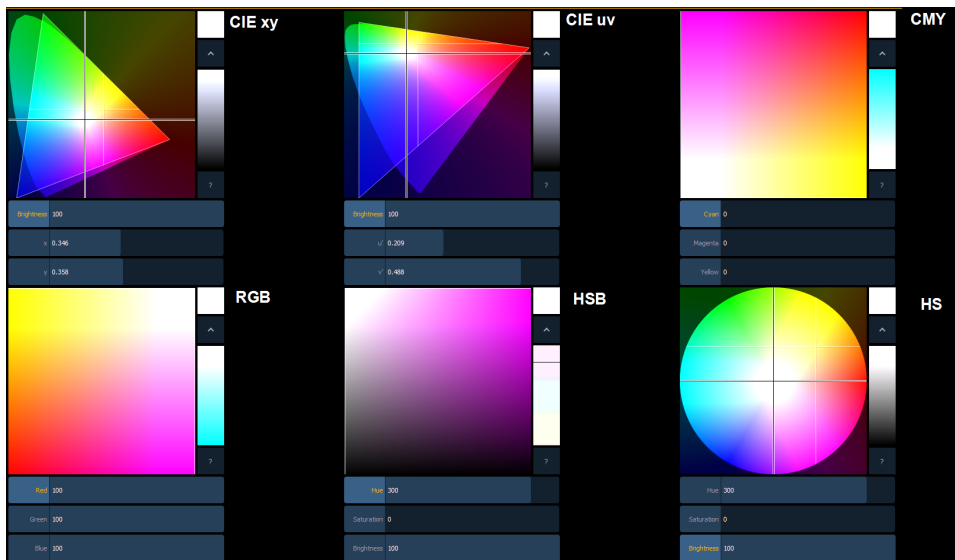 CIE xy
Brightness 100
x 0.346
y 0.358
?
CIE uv
Brightness 100
u' 0.209
v' 0.488
?
CMY
Cyan 0
Magenta 0
Yellow 0
?
RGB
Red 100
Green 100
Blue 100
?
HSB
Hue 300
Saturation 0
Brightness 100
?
HS
Hue 300
Saturation 0
Brightness 100
?